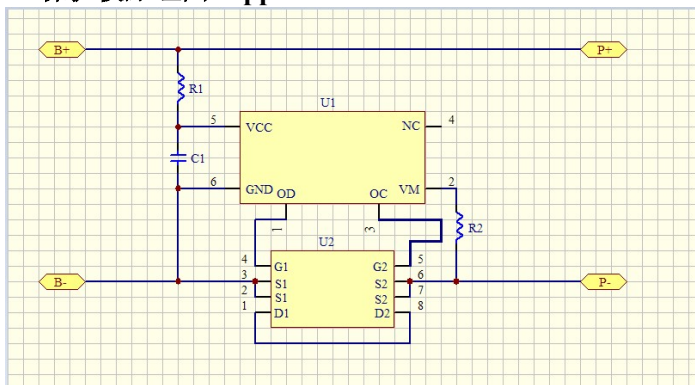 B+
P+
R1
U1
5
VCC
NC
4
C1
6
GND
OD
OC
VM
2
1
3
R2
U2
4
G1
G2
5
3
S1
S2
6
2
S1
S2
7
1
D1
D2
8
B-
P-